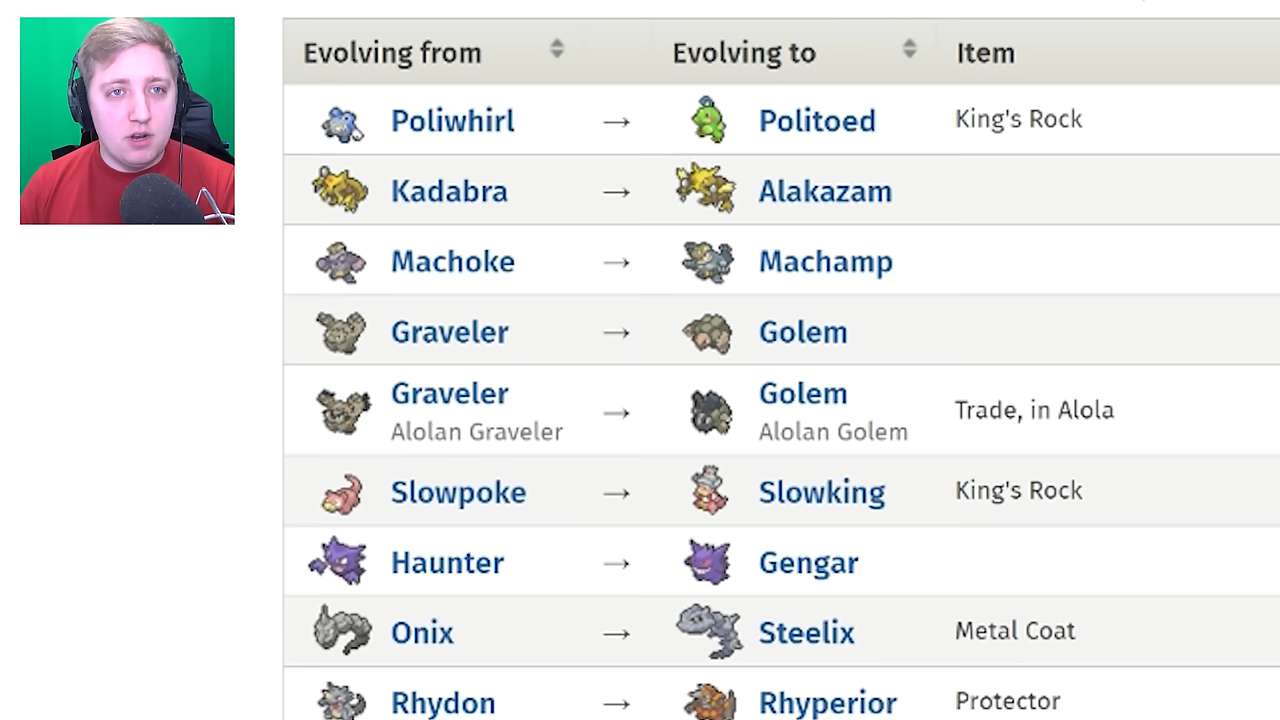 Evolving from Evolving to Item
Poliwhirl → Politoed King's Rock
Kadabra → Alakazam
Machoke → Machamp
Graveler → Golem
Graveler → Golem Trade, in Alola
Alolan Graveler Alolan Golem
Slowpoke → Slowking King's Rock
Haunter → Gengar
Onix → Steelix Metal Coat
Rhydon → Rhyperior Protector